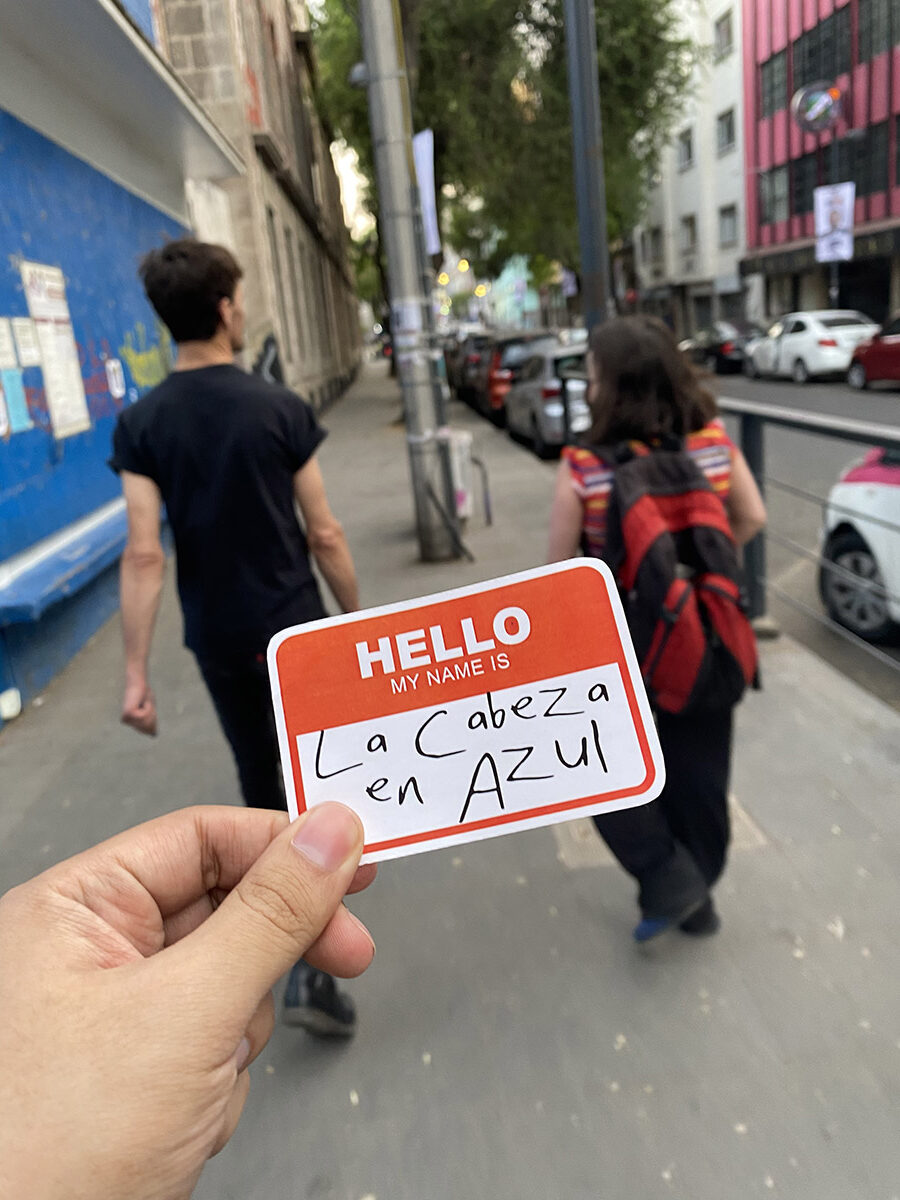 HELLO
MY NAME IS
La Cabeza
en Azul